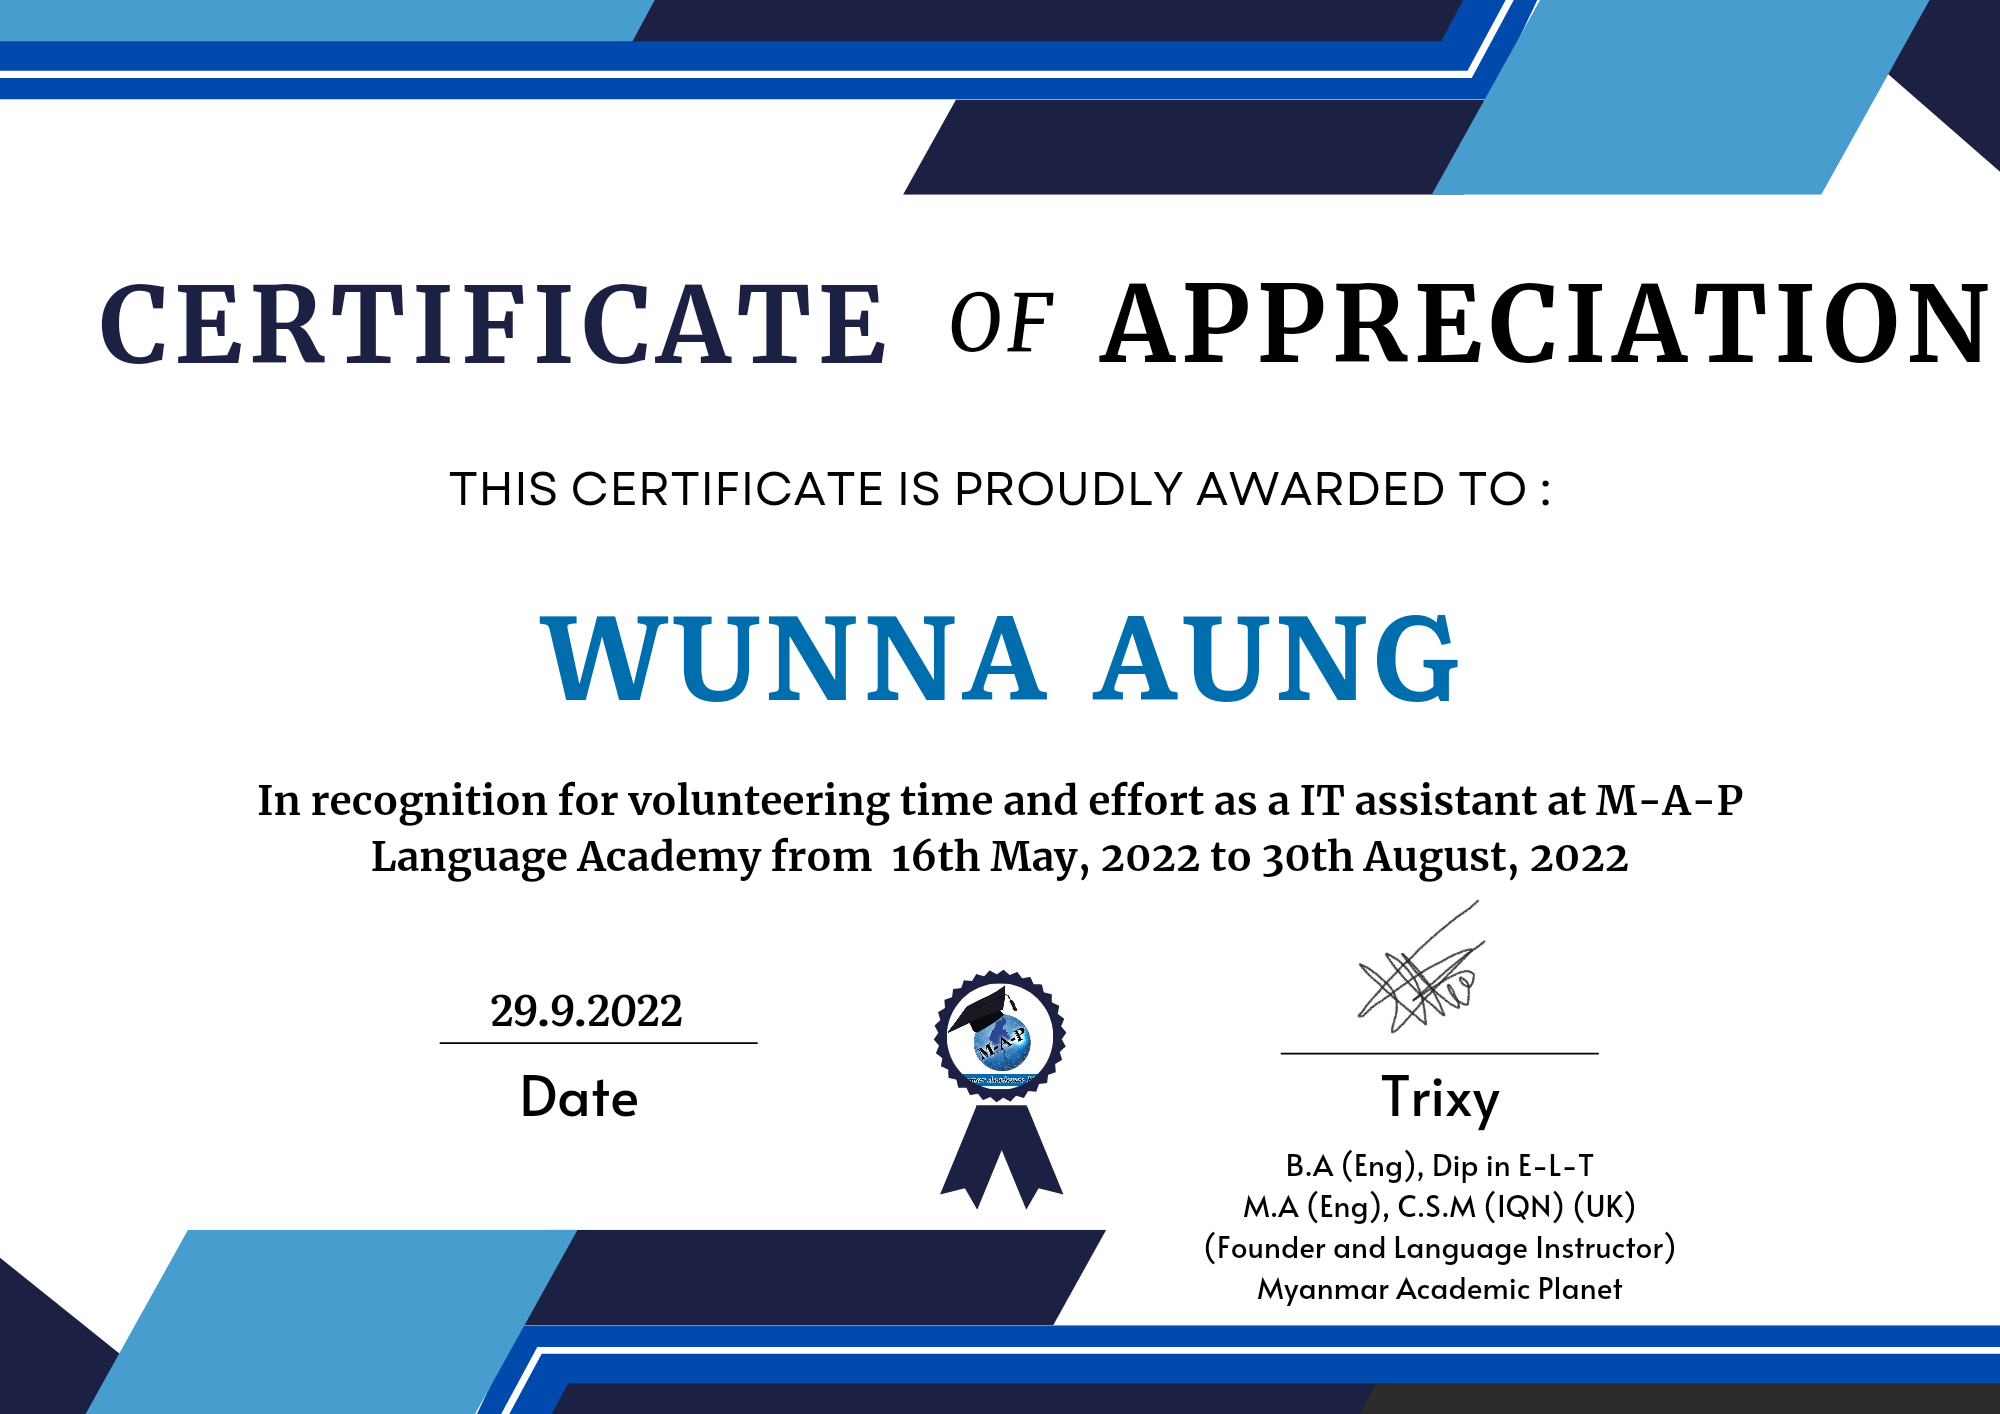 CERTIFICATE OF APPRECIATION
THIS CERTIFICATE IS PROUDLY AWARDED TO :
WUNNA AUNG
In recognition for volunteering time and effort as a IT assistant at M-A-P
Language Academy from 16th May, 2022 to 30th August, 2022
29.9.2022
Date
M-A-P
Trixy
B.A (Eng), Dip in E-L-T
M.A (Eng), C.S.M (IQN) (UK)
(Founder and Language Instructor)
Myanmar Academic Planet